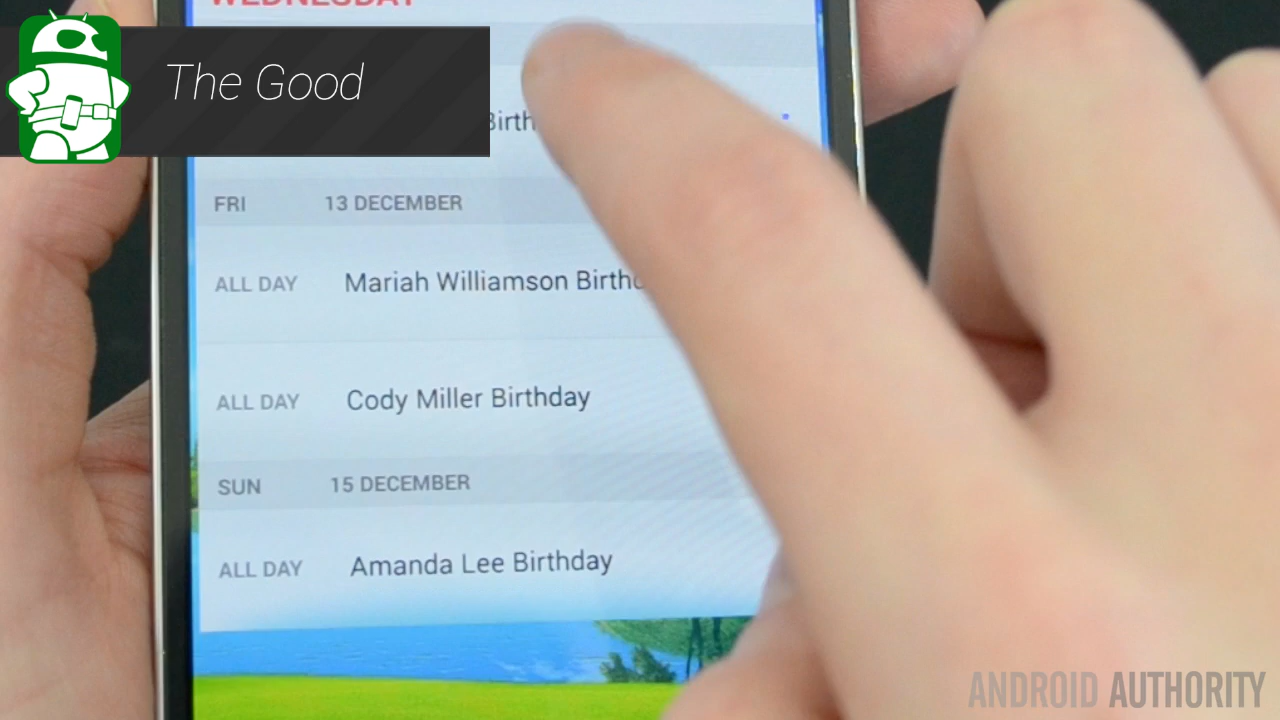 WEDNESDAY
The Good
FRI 13 DECEMBER
ALL DAY Mariah Williamson
ALL DAY Cody Miller Birthday
SUN 15 DECEMBER
ALL DAY Amanda Lee Birthday
ANDROID AUTHORITY